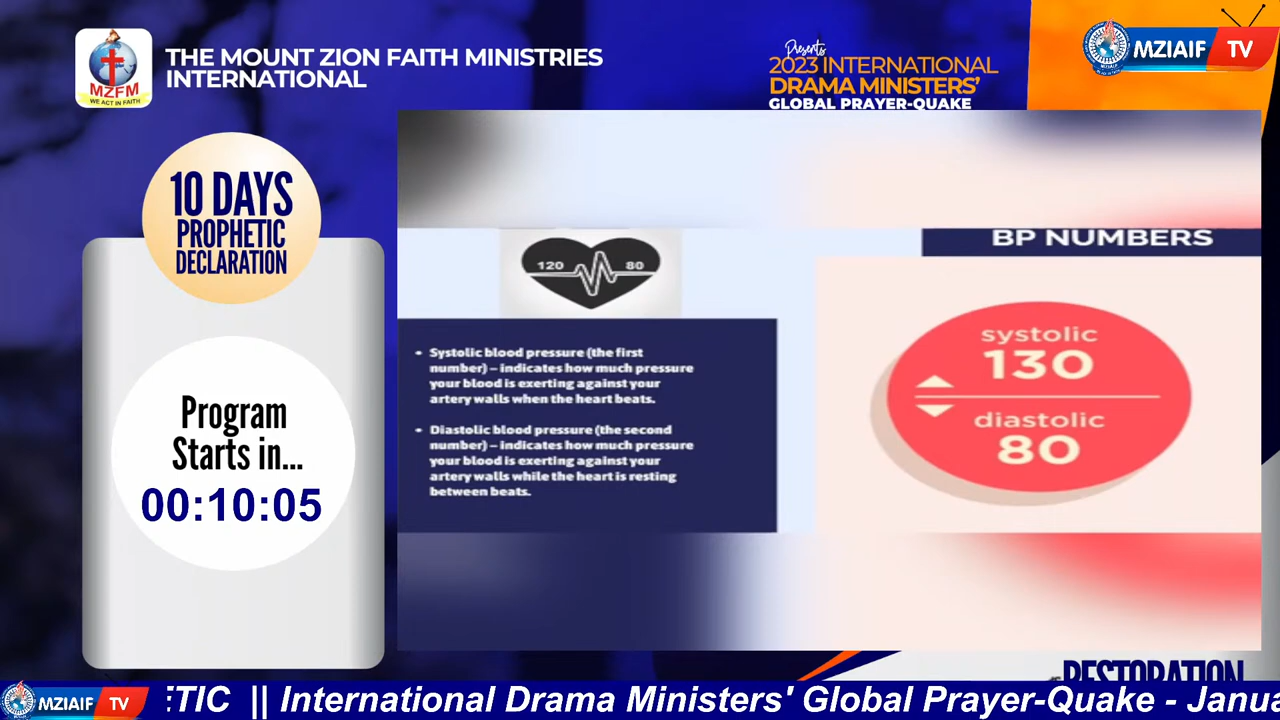 MZFM
WE ACT IN FAITH
THE MOUNT ZION FAITH MINISTRIES
INTERNATIONAL
Presents
2023 INTERNATIONAL
DRAMA MINISTERS'
GLOBAL PRAYER-QUAKE
MZIAIF TV
10 DAYS
PROPHETIC
DECLARATION
Program
Starts in...
00:10:05
120 80
• Systolic blood pressure (the first
number) – indicates how much pressure
your blood is exerting against your
artery walls when the heart beats.
• Diastolic blood pressure (the second
number) – indicates how much pressure
your blood is exerting against your
artery walls while the heart is resting
between beats.
BP NUMBERS
systolic
130
diastolic
80
RESTORATION
MZIAIF TV
ETIC || International Drama Ministers' Global Prayer-Quake - Janua